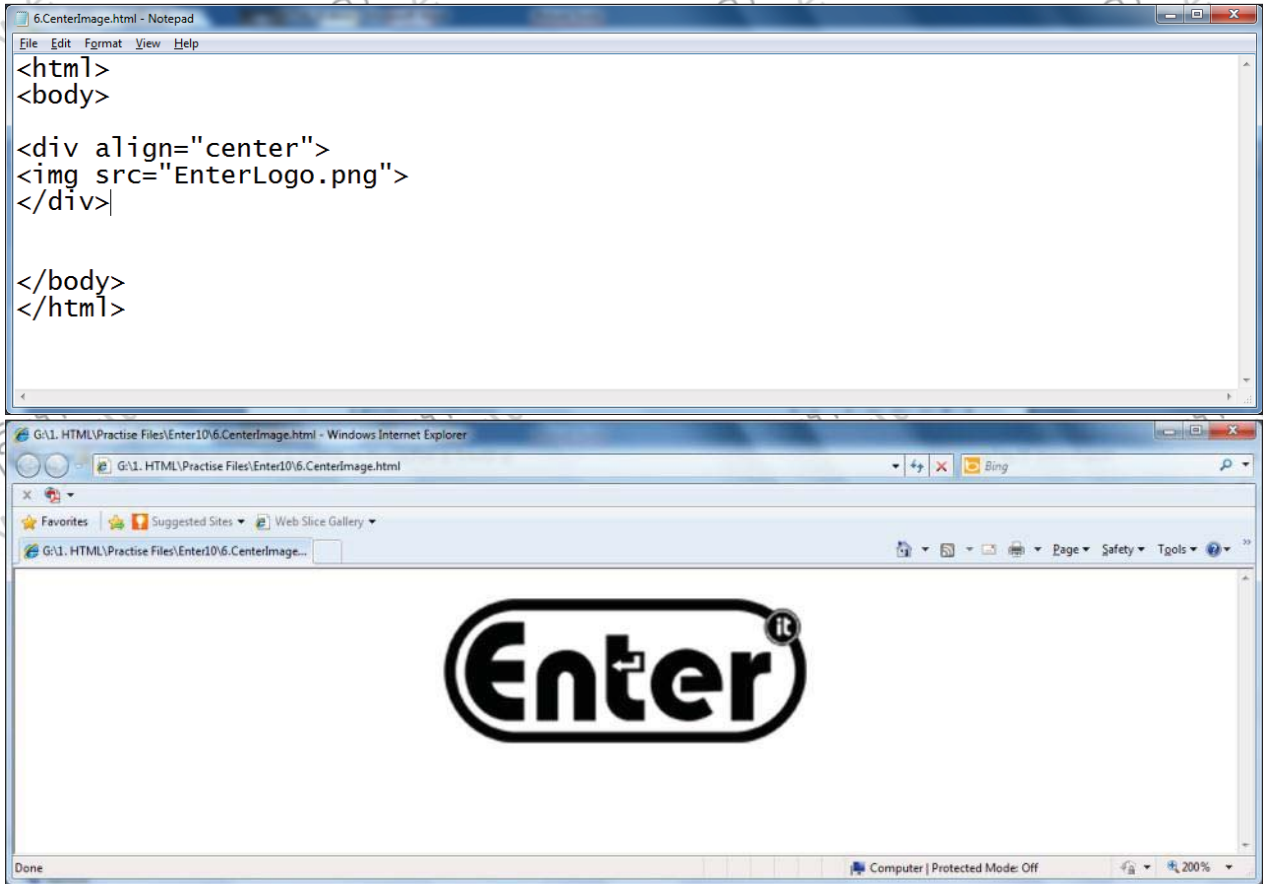 6.CenterImage.html - Notepad
File Edit Format View Help
<html>
<body>
<div align="center">
<img src="EnterLogo.png">
</div>
</body>
</html>
G:\1. HTML\Practise Files\Enter10\6.CenterImage.html - Windows Internet Explorer
G:\1. HTML\Practise Files\Enter10\6.CenterImage.html Bing
Favorites Suggested Sites Web Slice Gallery
G:\1. HTML\Practise Files\Enter10\6.CenterImage... Page Safety Tools
Enter it
Done Computer | Protected Mode: Off 200%